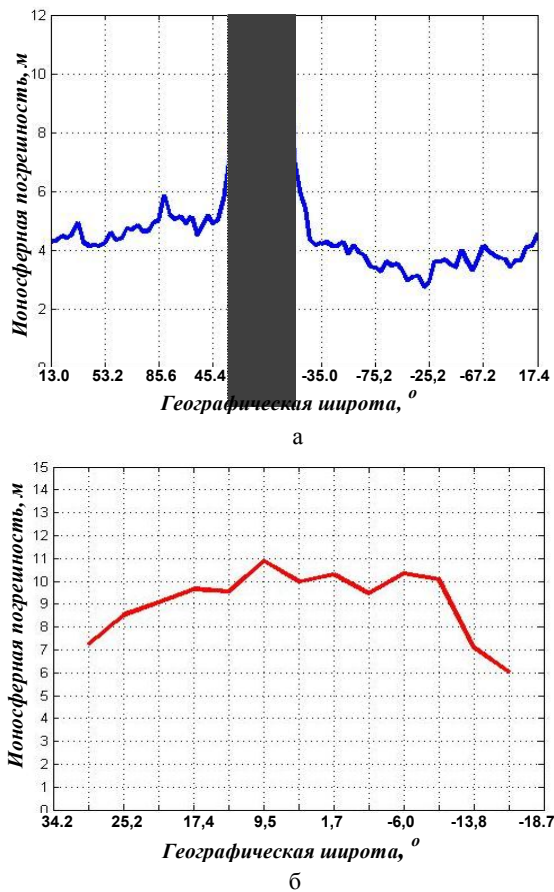 12
10
8
6
4
2
0
Ионосферная погрешность, м
13.0 53.2 85.6 45.4 -35.0 -75,2 -25,2 -67.2 17.4
Географическая широта, о
а
15
14
13
12
11
10
9
8
7
6
5
4
3
2
1
0
Ионосферная погрешность, м
34.2 25,2 17,4 9,5 1,7 -6,0 -13,8 -18.7
Географическая широта, о
б